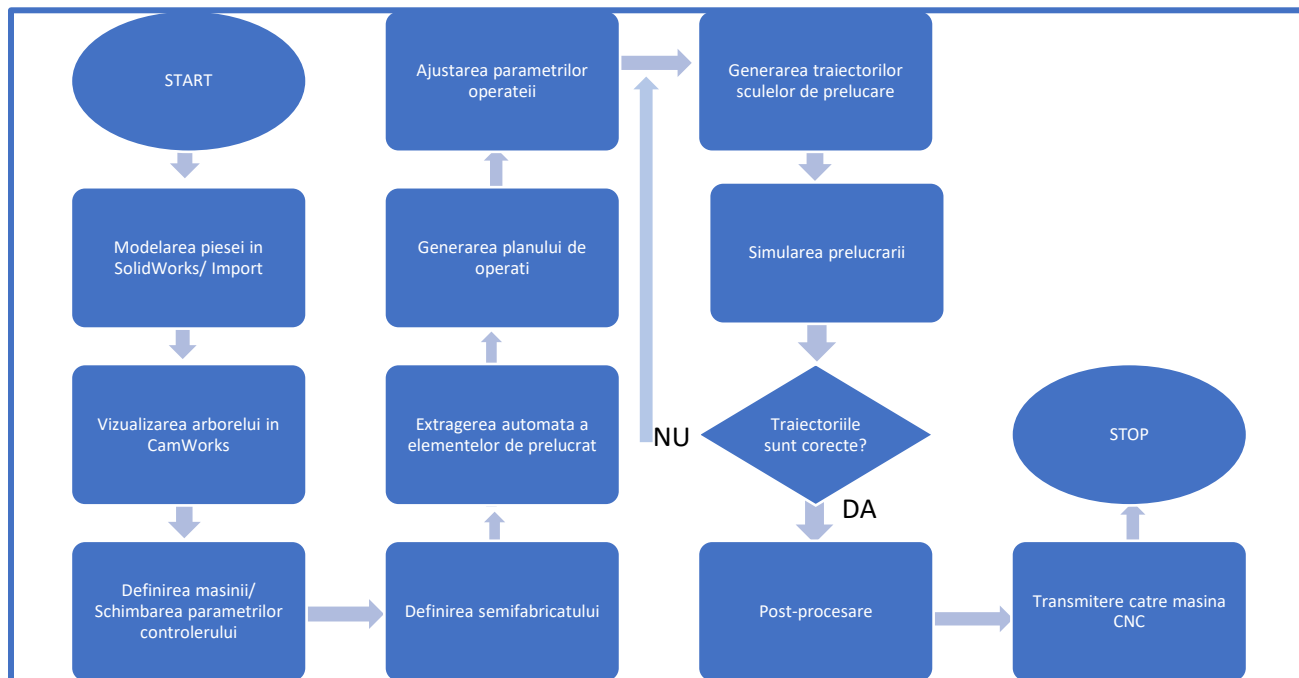 START
Modelarea piesei in
SolidWorks/ Import
Vizualizarea arborelui in
CamWorks
Definirea masinii/
Schimbarea parametrilor
controlerului
Definirea semifabricatului
Extragerea automata a
elementelor de prelucrat
Generarea planului de
operati
Ajustarea parametrilor
operateii
Generarea traiectorilor
sculelor de prelucare
Simularea prelucrarii
Traiectoriile
sunt corecte?
NU
DA
Post-procesare
Transmitere catre masina
CNC
STOP